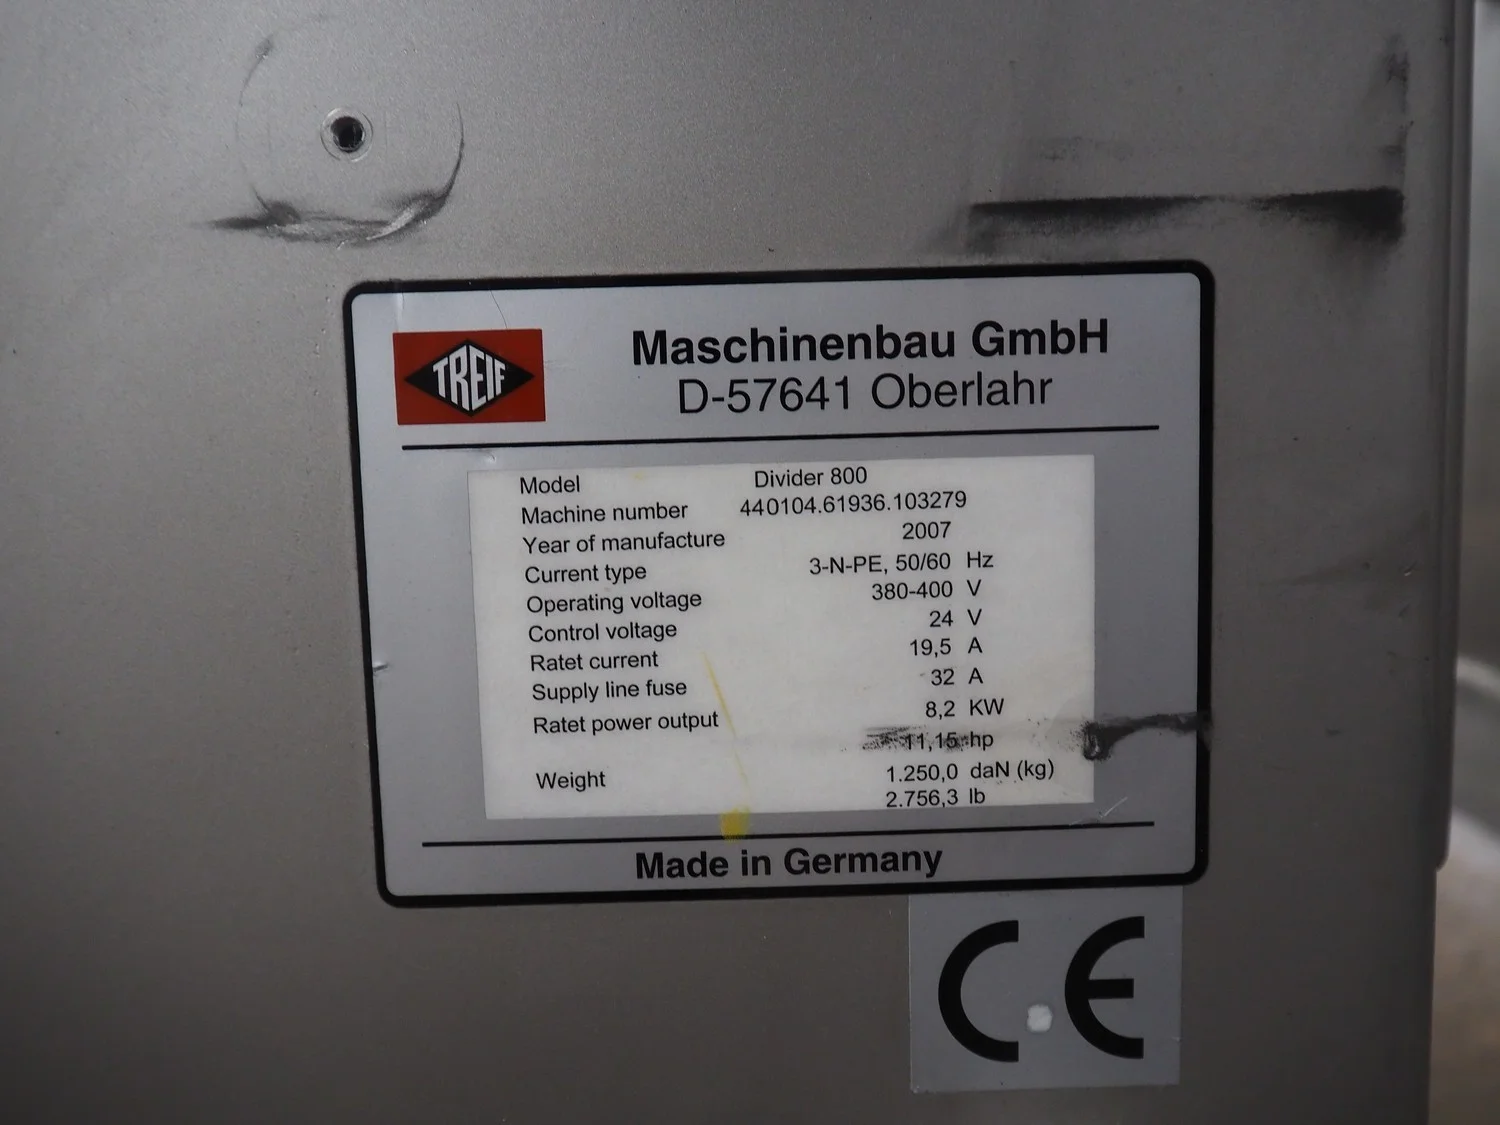 TREIF
Maschinenbau GmbH
D-57641 Oberlahr
Model Divider 800
Machine number 440104.61936.103279
Year of manufacture 2007
Current type 3-N-PE, 50/60 Hz
Operating voltage 380-400 V
Control voltage 24 V
Ratet current 19,5 A
Supply line fuse 32 A
Ratet power output 8,2 KW
11,15 hp
Weight 1.250,0 daN (kg)
2.756,3 lb
Made in Germany
CE